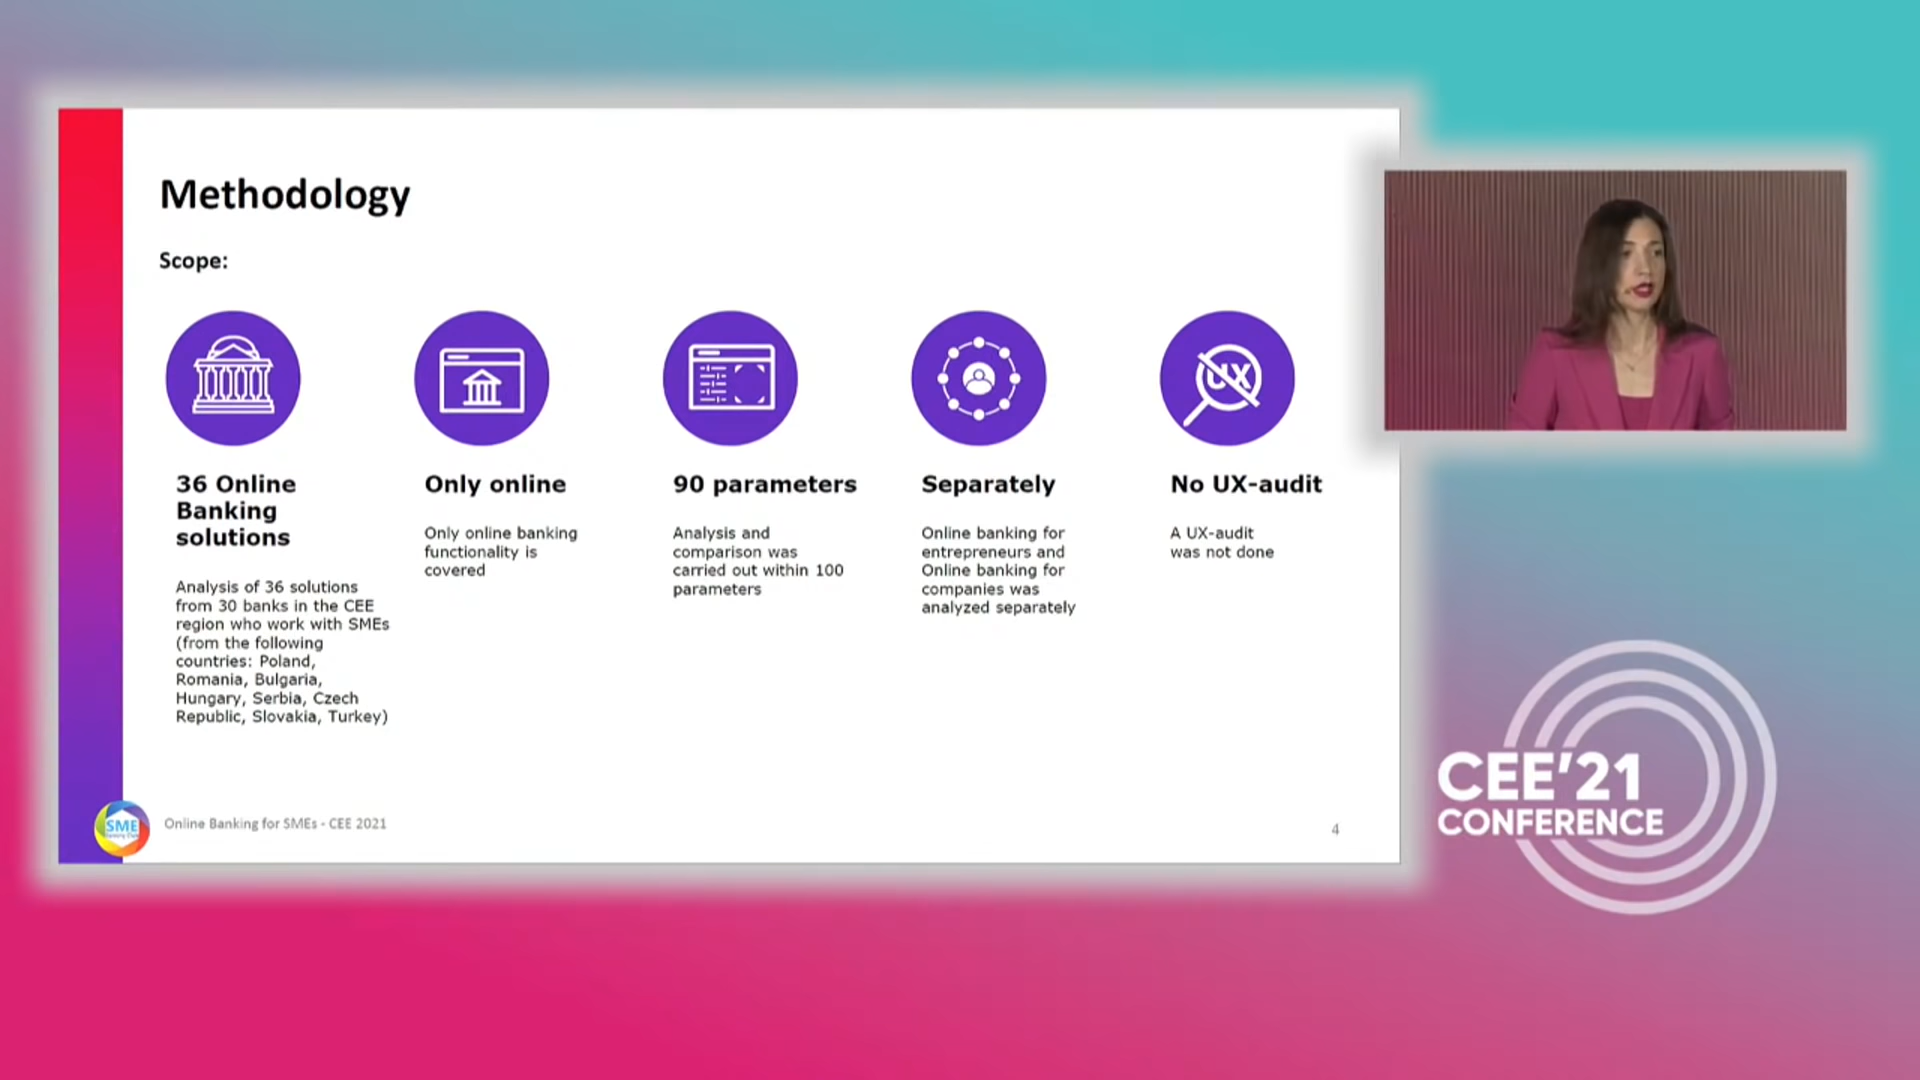 Methodology
Scope:
UX
36 Online
Banking
solutions
Analysis of 36 solutions
from 30 banks in the CEE
region who work with SMEs
(from the following
countries: Poland,
Romania, Bulgaria,
Hungary, Serbia, Czech
Republic, Slovakia, Turkey)
Only online
Only online banking
functionality is
covered
90 parameters
Analysis and
comparison was
carried out within 100
parameters
Separately
Online banking for
entrepreneurs and
Online banking for
companies was
analyzed separately
No UX-audit
A UX-audit
was not done
SME
Online Banking for SMEs - CEE 2021
4
CEE'21
CONFERENCE